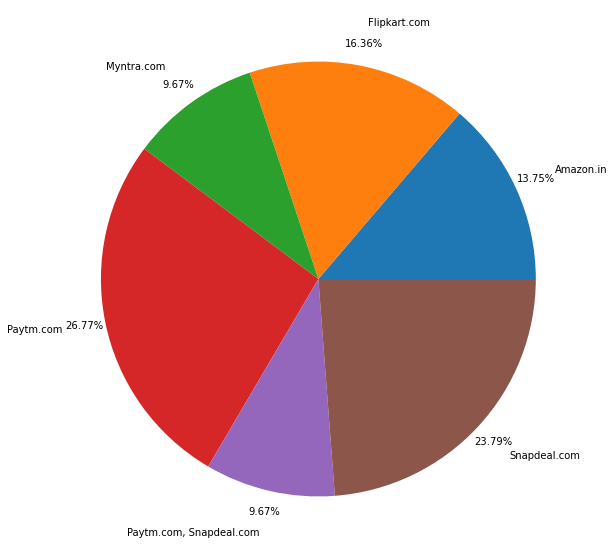 Flipkart.com
16.36%
Myntra.com
9.67%
Amazon.in
13.75%
Paytm.com
26.77%
23.79%
Snapdeal.com
9.67%
Paytm.com, Snapdeal.com